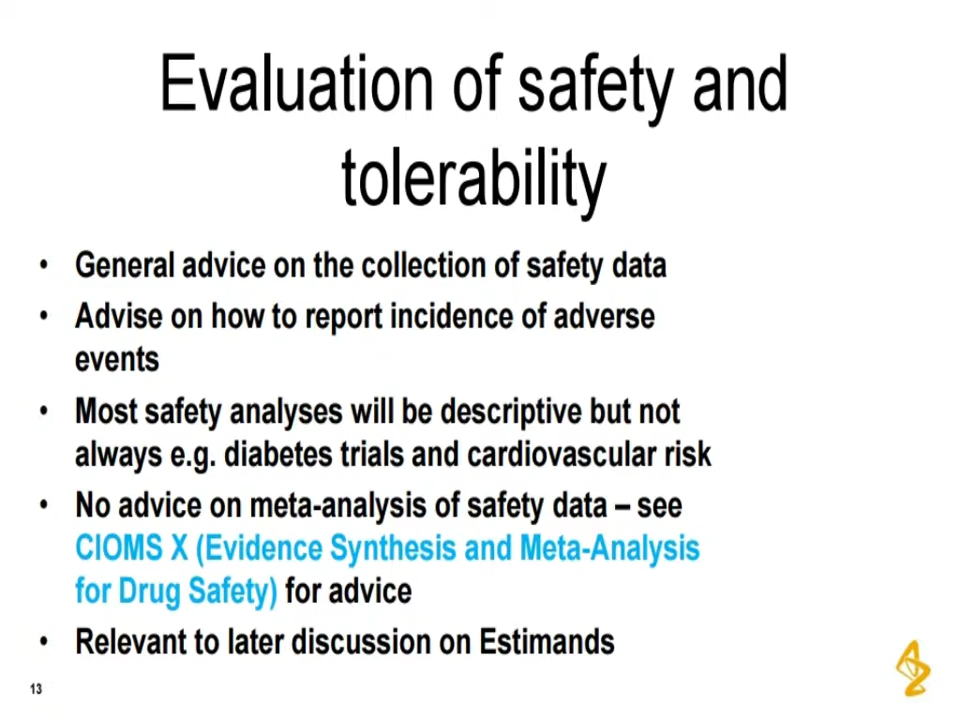 Evaluation of safety and
tolerability
• General advice on the collection of safety data
• Advise on how to report incidence of adverse
events
• Most safety analyses will be descriptive but not
always e.g. diabetes trials and cardiovascular risk
• No advice on meta-analysis of safety data – see
CIOMS X (Evidence Synthesis and Meta-Analysis
for Drug Safety) for advice
• Relevant to later discussion on Estimands
13